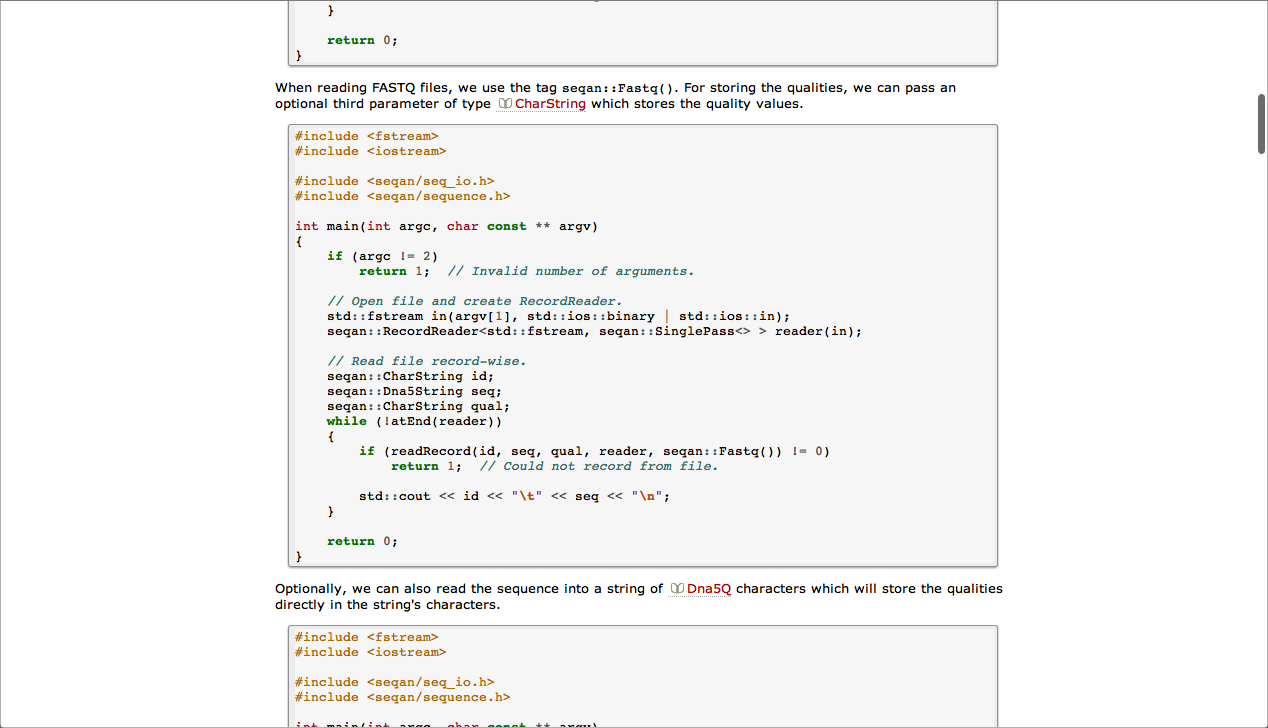 }

    return 0;
}
When reading FASTQ files, we use the tag seqan::Fastq(). For storing the qualities, we can pass an
optional third parameter of type CharString which stores the quality values.
#include <fstream>
#include <iostream>

#include <seqan/seq_io.h>
#include <seqan/sequence.h>

int main(int argc, char const ** argv)
{
    if (argc != 2)
        return 1;  // Invalid number of arguments.

    // Open file and create RecordReader.
    std::fstream in(argv[1], std::ios::binary | std::ios::in);
    seqan::RecordReader<std::fstream, seqan::SinglePass<> > reader(in);

    // Read file record-wise.
    seqan::CharString id;
    seqan::Dna5String seq;
    seqan::CharString qual;
    while (!atEnd(reader))
    {
        if (readRecord(id, seq, qual, reader, seqan::Fastq()) != 0)
            return 1;  // Could not record from file.

        std::cout << id << "\t" << seq << "\n";
    }

    return 0;
}
Optionally, we can also read the sequence into a string of Dna5Q characters which will store the qualities
directly in the string's characters.
#include <fstream>
#include <iostream>

#include <seqan/seq_io.h>
#include <seqan/sequence.h>

int main(int argc, char const ** argv)